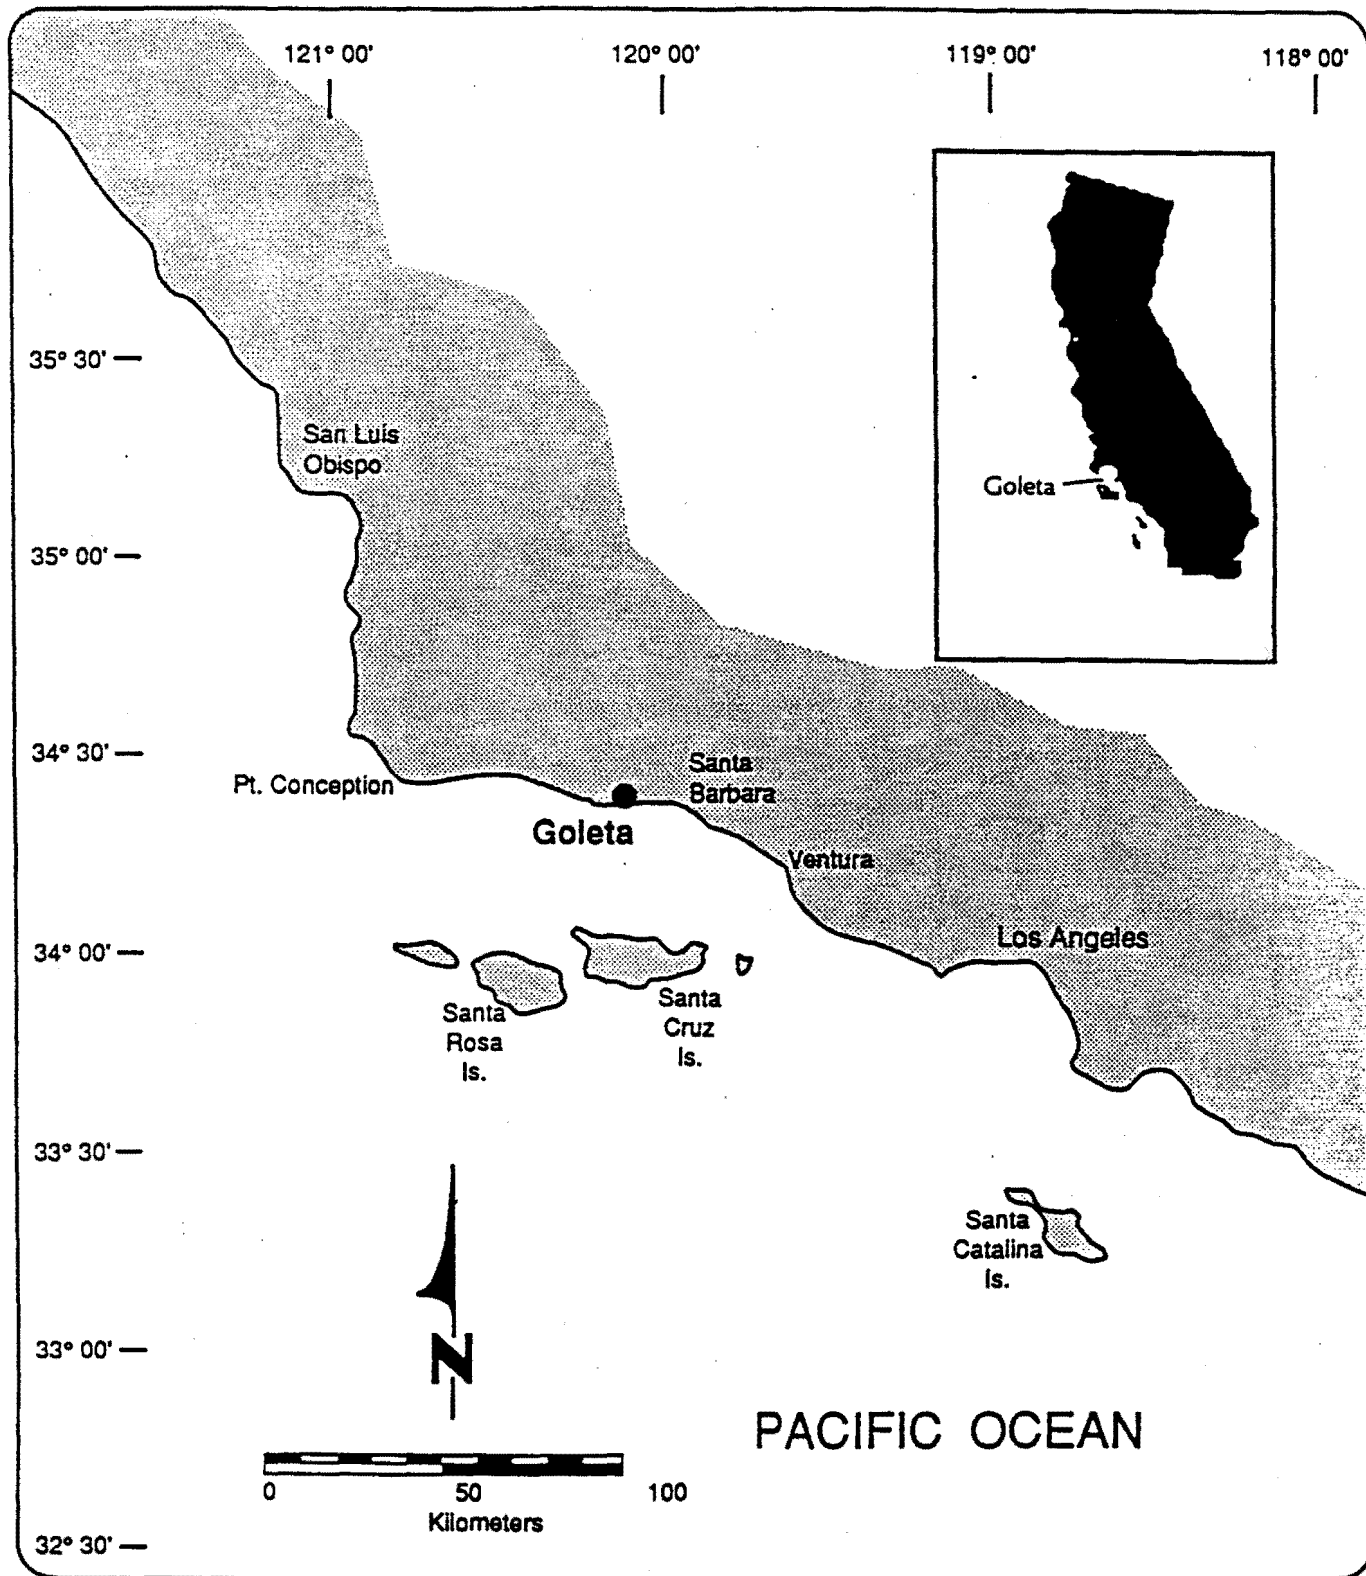 121° 00'
120° 00'
119° 00'
118° 00'
35° 30'
San Luis
Obispo
Goleta
35° 00'
34° 30'
Pt. Conception
Santa
Barbara
Goleta
Ventura
34° 00'
Los Angeles
Santa
Rosa
Is.
Santa
Cruz
Is.
33° 30'
Santa
Catalina
Is.
33° 00'
N
PACIFIC OCEAN
0 50 100
Kilometers
32° 30'